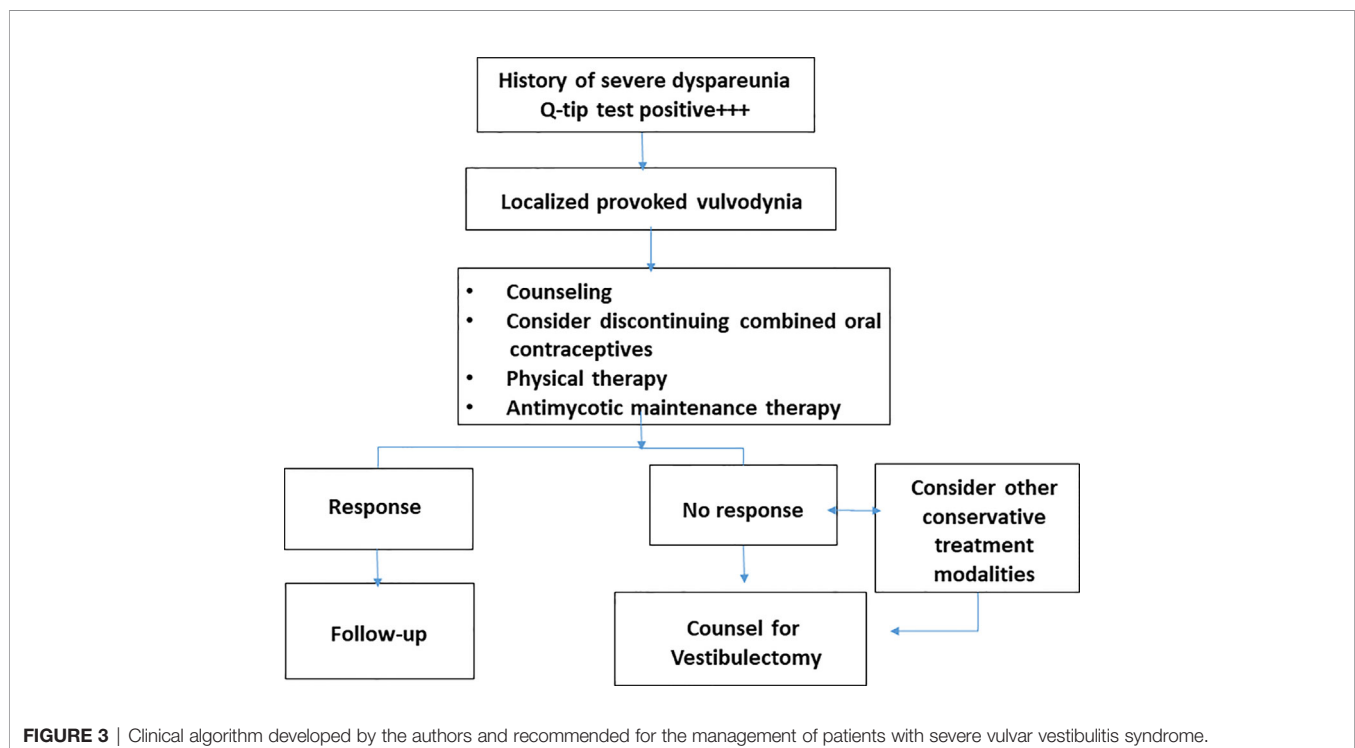 History of severe dyspareunia
Q-tip test positive+++
Localized provoked vulvodynia
• Counseling
• Consider discontinuing combined oral
contraceptives
• Physical therapy
• Antimycotic maintenance therapy
Response
No response
Consider other
conservative
treatment
modalities
Follow-up
Counsel for
Vestibulectomy
FIGURE 3 | Clinical algorithm developed by the authors and recommended for the management of patients with severe vulvar vestibulitis syndrome.